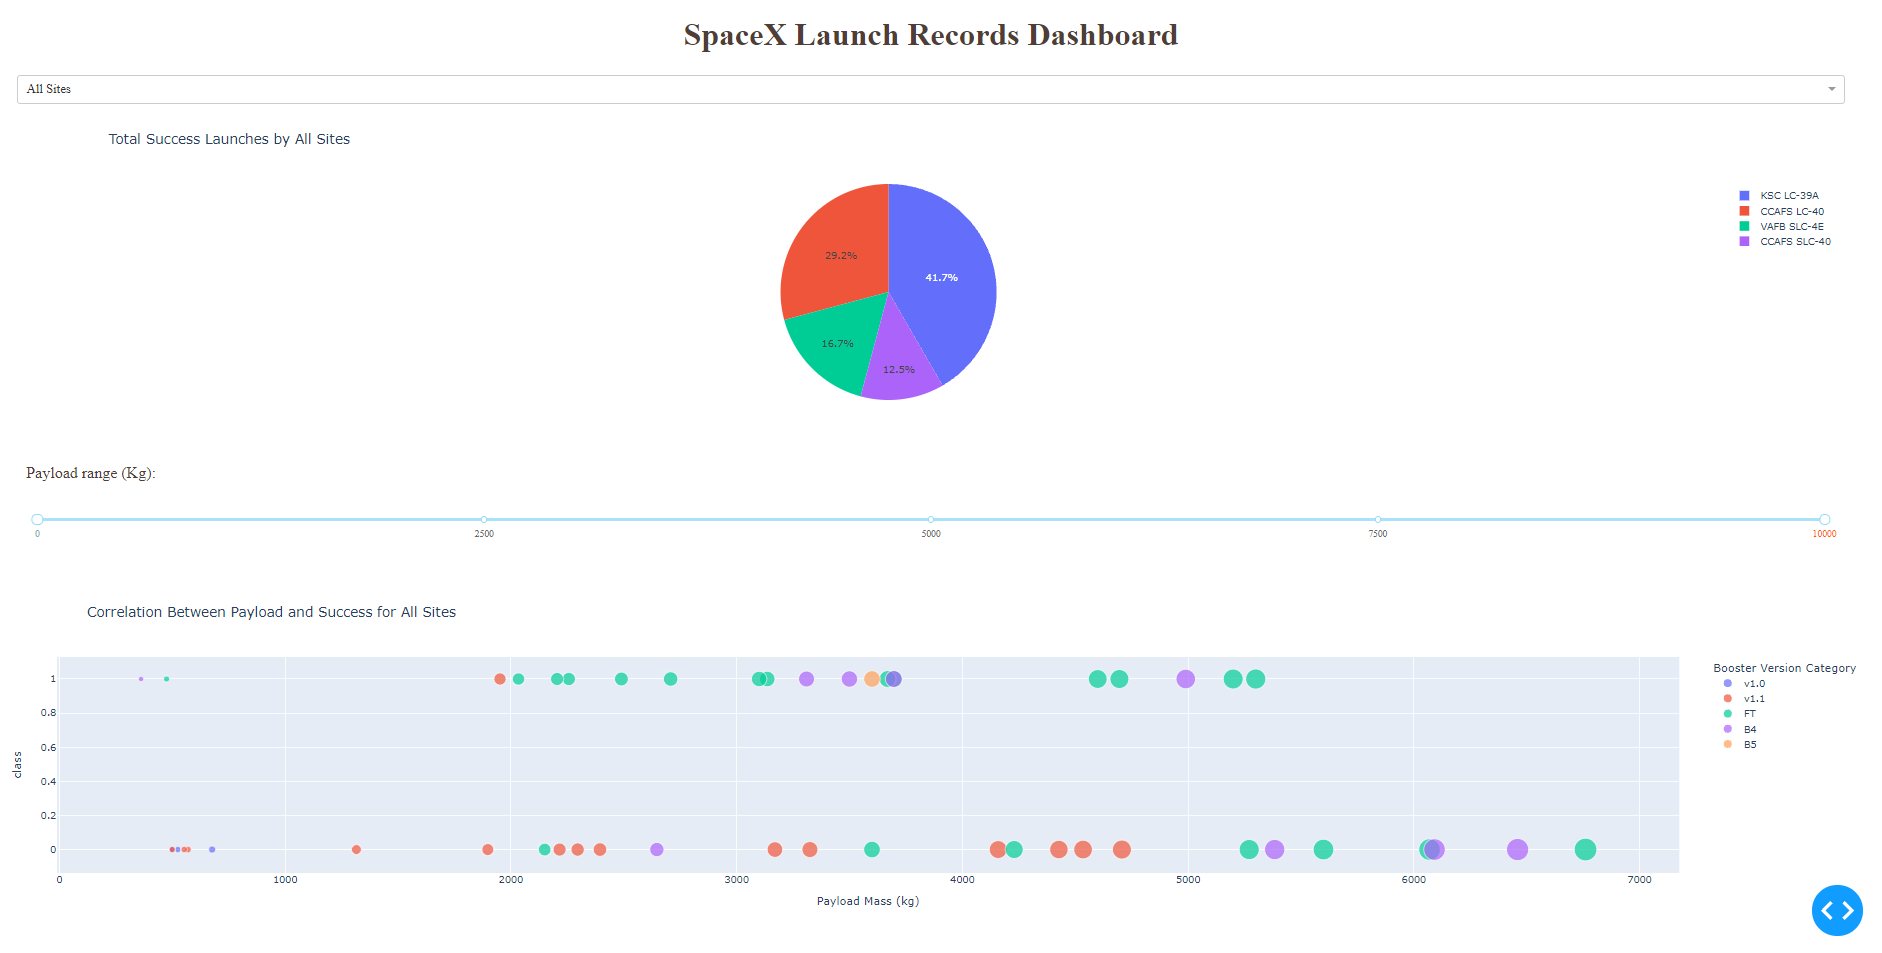 SpaceX Launch Records Dashboard
All Sites
Total Success Launches by All Sites
KSC LC-39A
CCAFS LC-40
VAFB SLC-4E
CCAFS SLC-40
29.2%
41.7%
16.7%
12.5%
Payload range (Kg):
0 2500 5000 7500 10000
Correlation Between Payload and Success for All Sites
Booster Version Category
v1.0
v1.1
FT
B4
B5
1
0.8
0.6
0.4
0.2
0
class
0 1000 2000 3000 4000 5000 6000 7000
Payload Mass (kg)